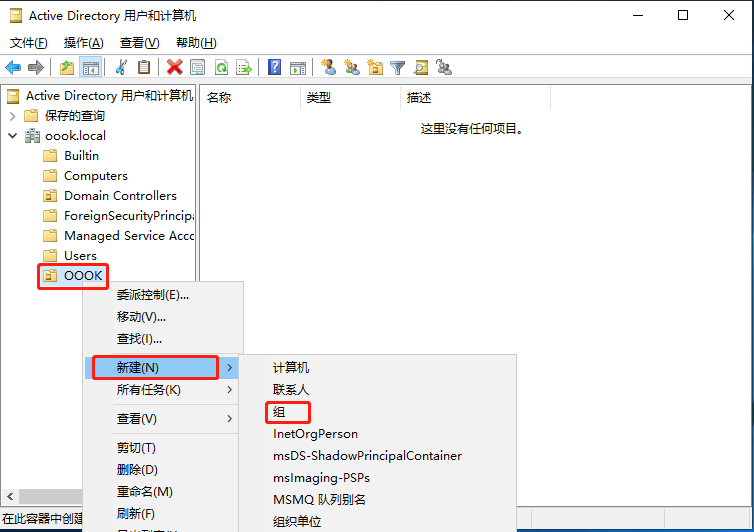 Active Directory 用户和计算机
文件(F) 操作(A) 查看(V) 帮助(H)
Active Directory 用户和计算机
保存的查询
oook.local
Builtin
Computers
Domain Controllers
ForeignSecurityPrincipa
Managed Service Acco
Users
OOOK
名称 类型 描述
这里没有任何项目。
委派控制(E)...
移动(V)...
查找(I)...
新建(N)
所有任务(K)
查看(V)
剪切(T)
删除(D)
重命名(M)
刷新(F)
计算机
联系人
组
InetOrgPerson
msDS-ShadowPrincipalContainer
msImaging-PSPs
MSMQ 队列别名
组织单位
在此容器中创建